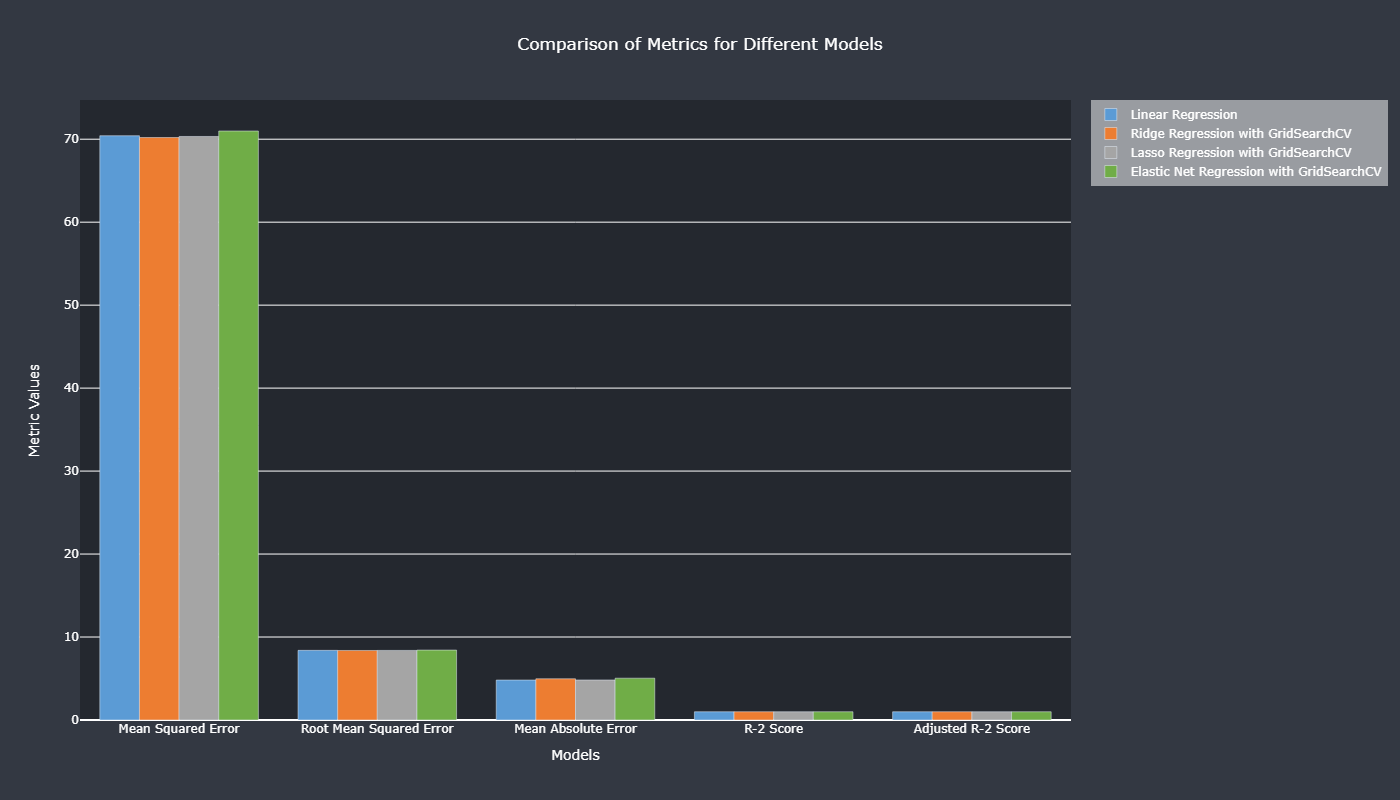 Comparison of Metrics for Different Models
Linear Regression
Ridge Regression with GridSearchCV
Lasso Regression with GridSearchCV
Elastic Net Regression with GridSearchCV
Metric Values
70
60
50
40
30
20
10
0
Mean Squared Error
Root Mean Squared Error
Mean Absolute Error
R-2 Score
Adjusted R-2 Score
Models